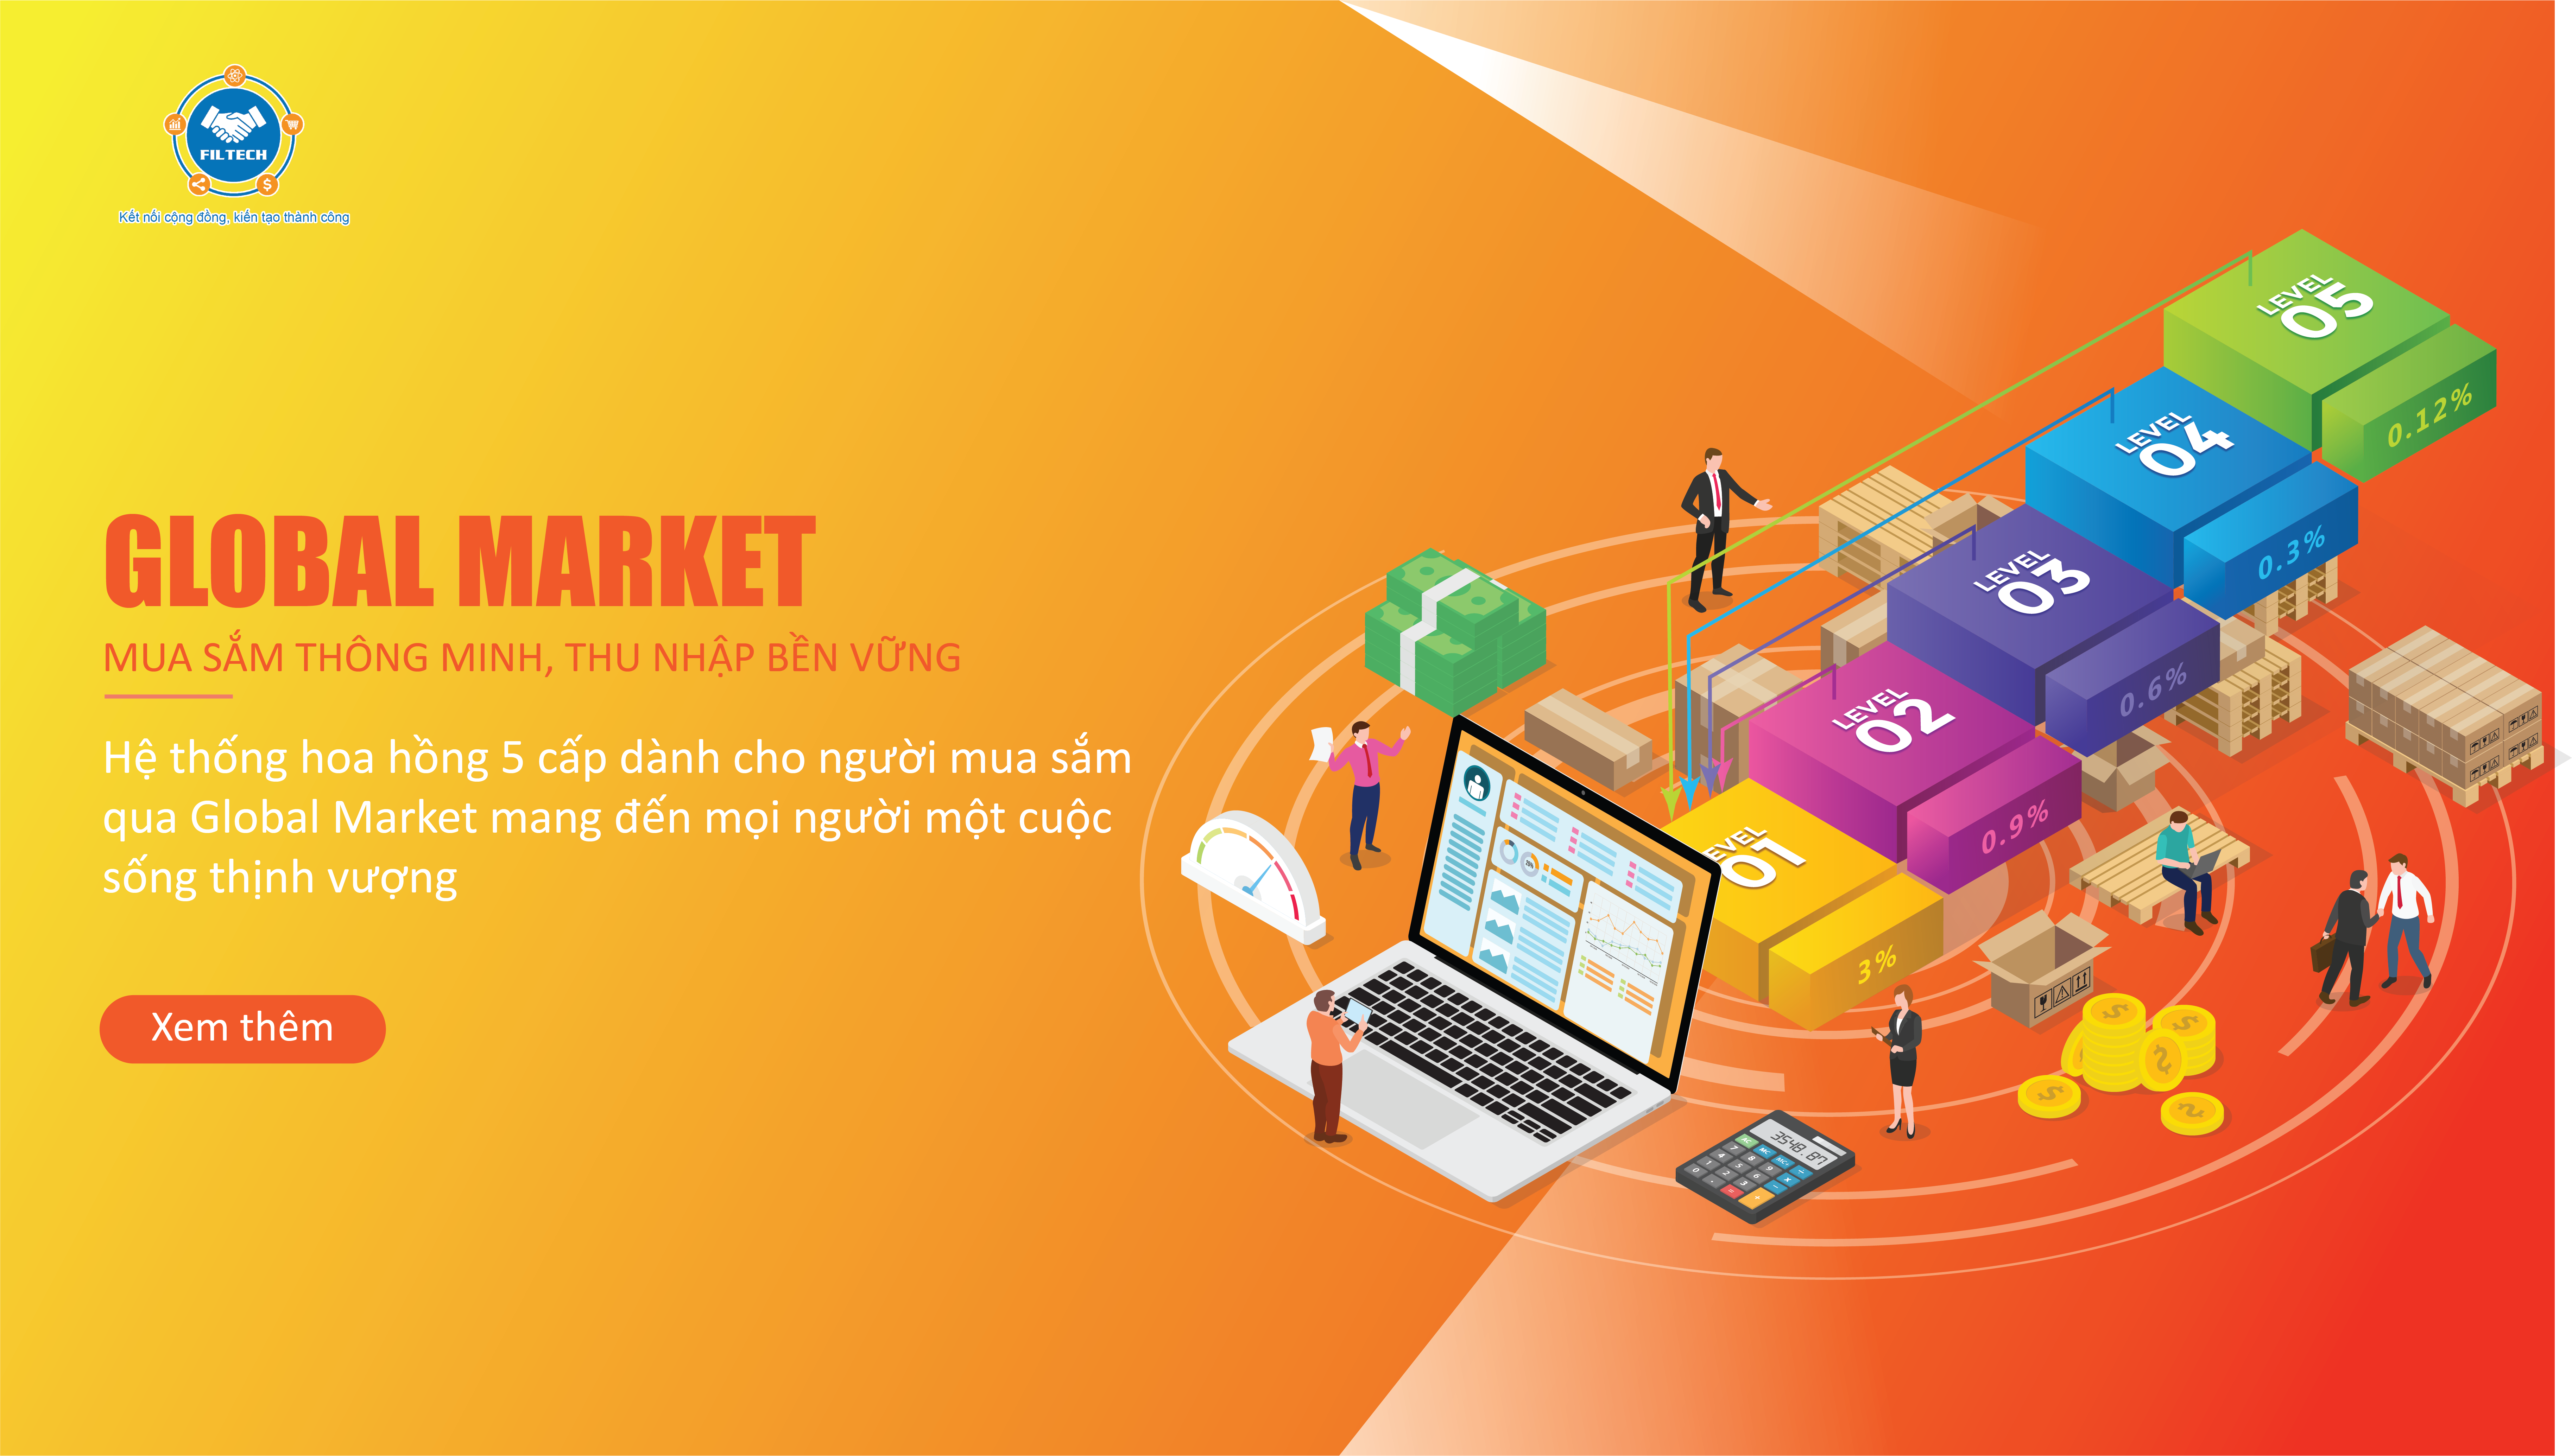 FILTECH
Kết nối cộng đồng, kiến tạo thành công
GLOBAL MARKET
MUA SẮM THÔNG MINH, THU NHẬP BỀN VỮNG
Hệ thống hoa hồng 5 cấp dành cho người mua sắm
qua Global Market mang đến mọi người một cuộc
sống thịnh vượng
Xem thêm
LEVEL
05
0.12%
LEVEL
04
0.3%
LEVEL
03
0.6%
LEVEL
02
0.9%
LEVEL
01
3%
3548.87